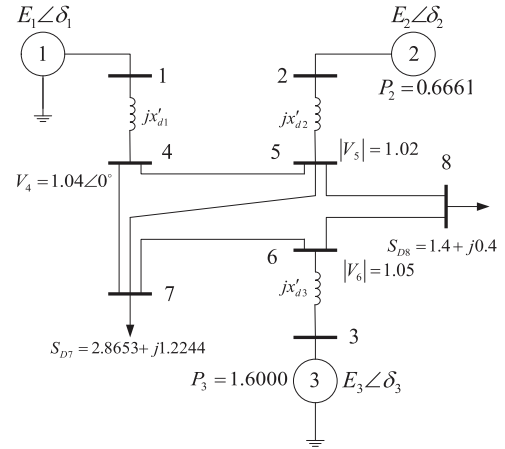 E₁∠δ₁
E₂∠δ₂
1
2
1
2
P₂ = 0.6661
jx'd1
jx'd2
4
5
|V₅| = 1.02
8
V₄ = 1.04∠0°
S_D8 = 1.4 + j0.4
6
|V₆| = 1.05
jx'd3
7
S_D7 = 2.8653 + j1.2244
3
P₃ = 1.6000
3
E₃∠δ₃